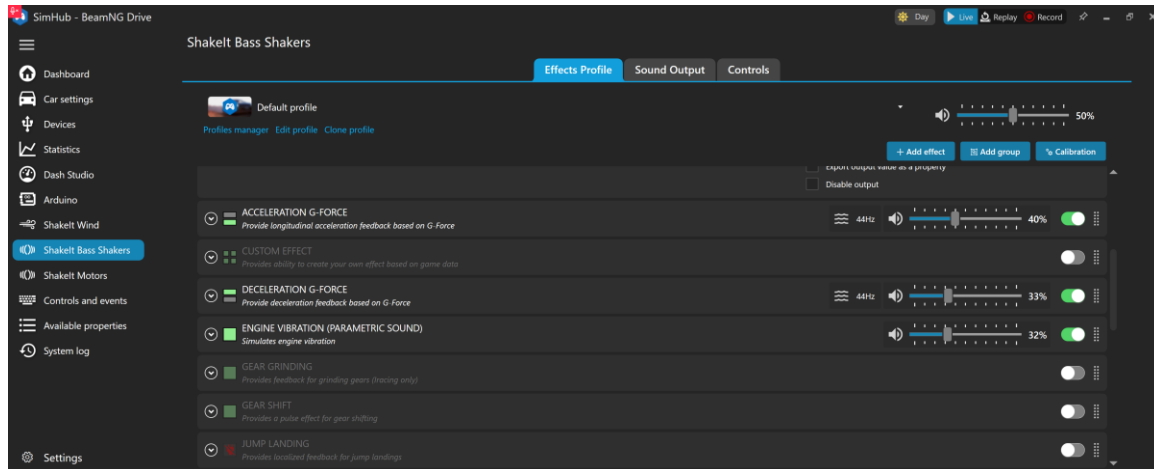 SimHub - BeamNG Drive
Day
Live
Replay
Record
ShakeIt Bass Shakers
Dashboard
Car settings
Devices
Statistics
Dash Studio
Arduino
ShakeIt Wind
ShakeIt Bass Shakers
ShakeIt Motors
Controls and events
Available properties
System log
Settings
Effects Profile
Sound Output
Controls
Default profile
50%
Profiles manager Edit profile Clone profile
+ Add effect
Add group
Calibration
Export output value as a property
Disable output
ACCELERATION G-FORCE
Provide longitudinal acceleration feedback based on G-Force
44Hz
40%
CUSTOM EFFECT
Provides ability to create your own effect based on game data
DECELERATION G-FORCE
Provide deceleration feedback based on G-Force
44Hz
33%
ENGINE VIBRATION (PARAMETRIC SOUND)
Simulates engine vibration
32%
GEAR GRINDING
Provides feedback for grinding gears (tracing only)
GEAR SHIFT
Provides a pulse effect for gear shifting
JUMP LANDING
Provides localized feedback for jump landings